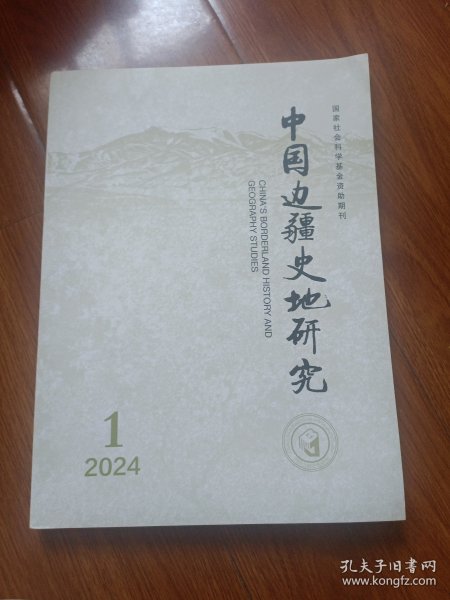 国家社会科学基金资助期刊
中国边疆史地研究
CHINA'S BORDERLAND HISTORY AND
GEOGRAPHY STUDIES
1
2024
孔夫子旧书网
www.kongfz.com